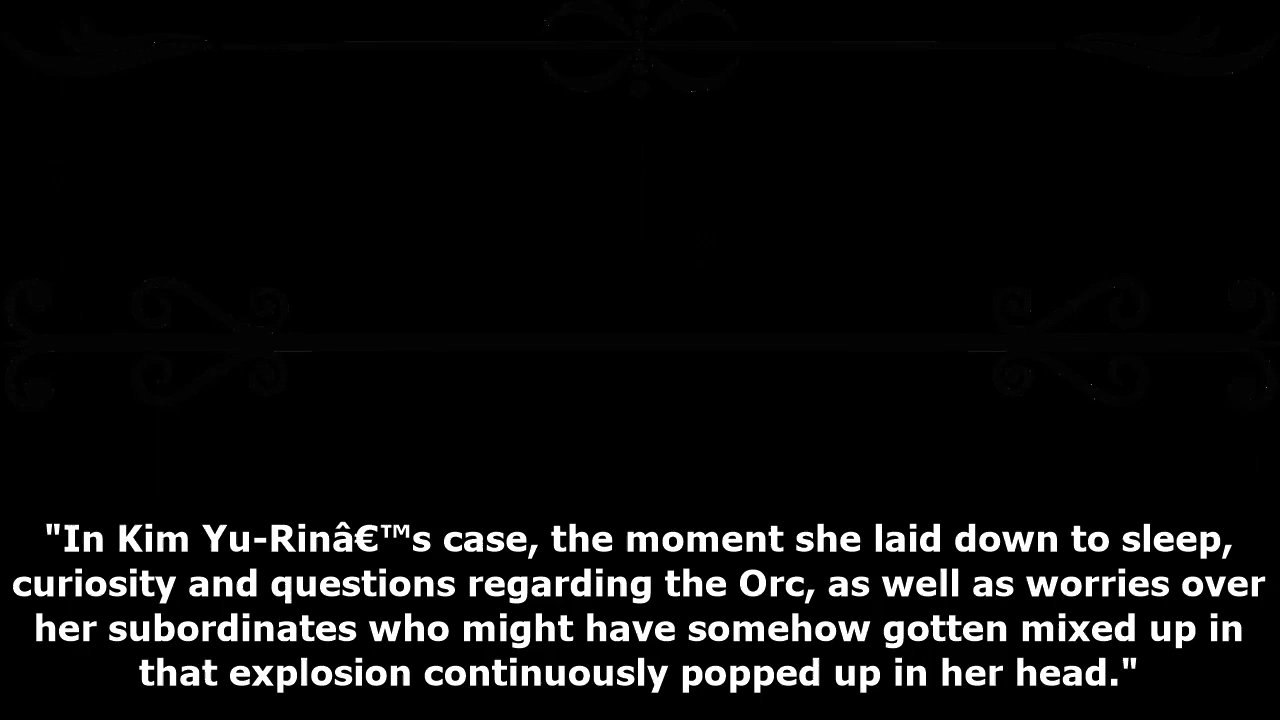 "In Kim Yu-Rinâ€™s case, the moment she laid down to sleep,
curiosity and questions regarding the Orc, as well as worries over
her subordinates who might have somehow gotten mixed up in
that explosion continuously popped up in her head."